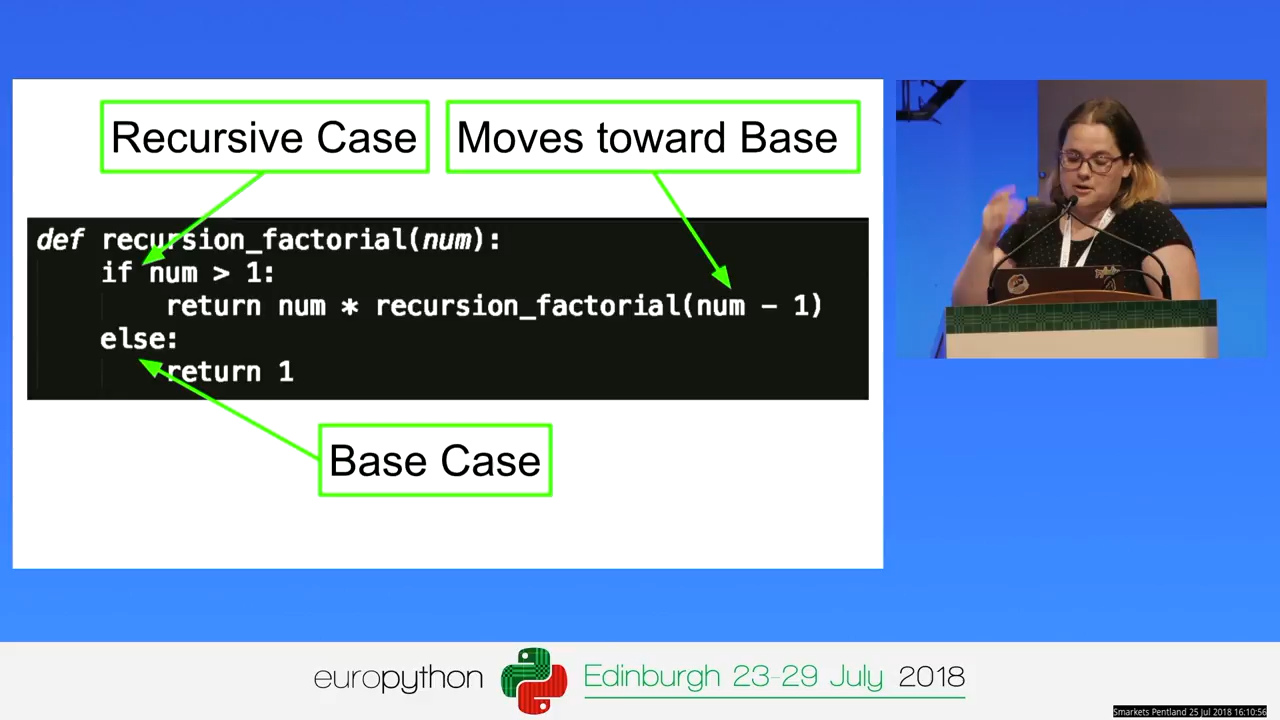 Recursive Case
Moves toward Base
def recursion_factorial(num):
if num > 1:
return num * recursion_factorial(num - 1)
else:
return 1
Base Case
europython
Edinburgh 23-29 July 2018
Smarkets Pentland 25 Jul 2018 16:10:56